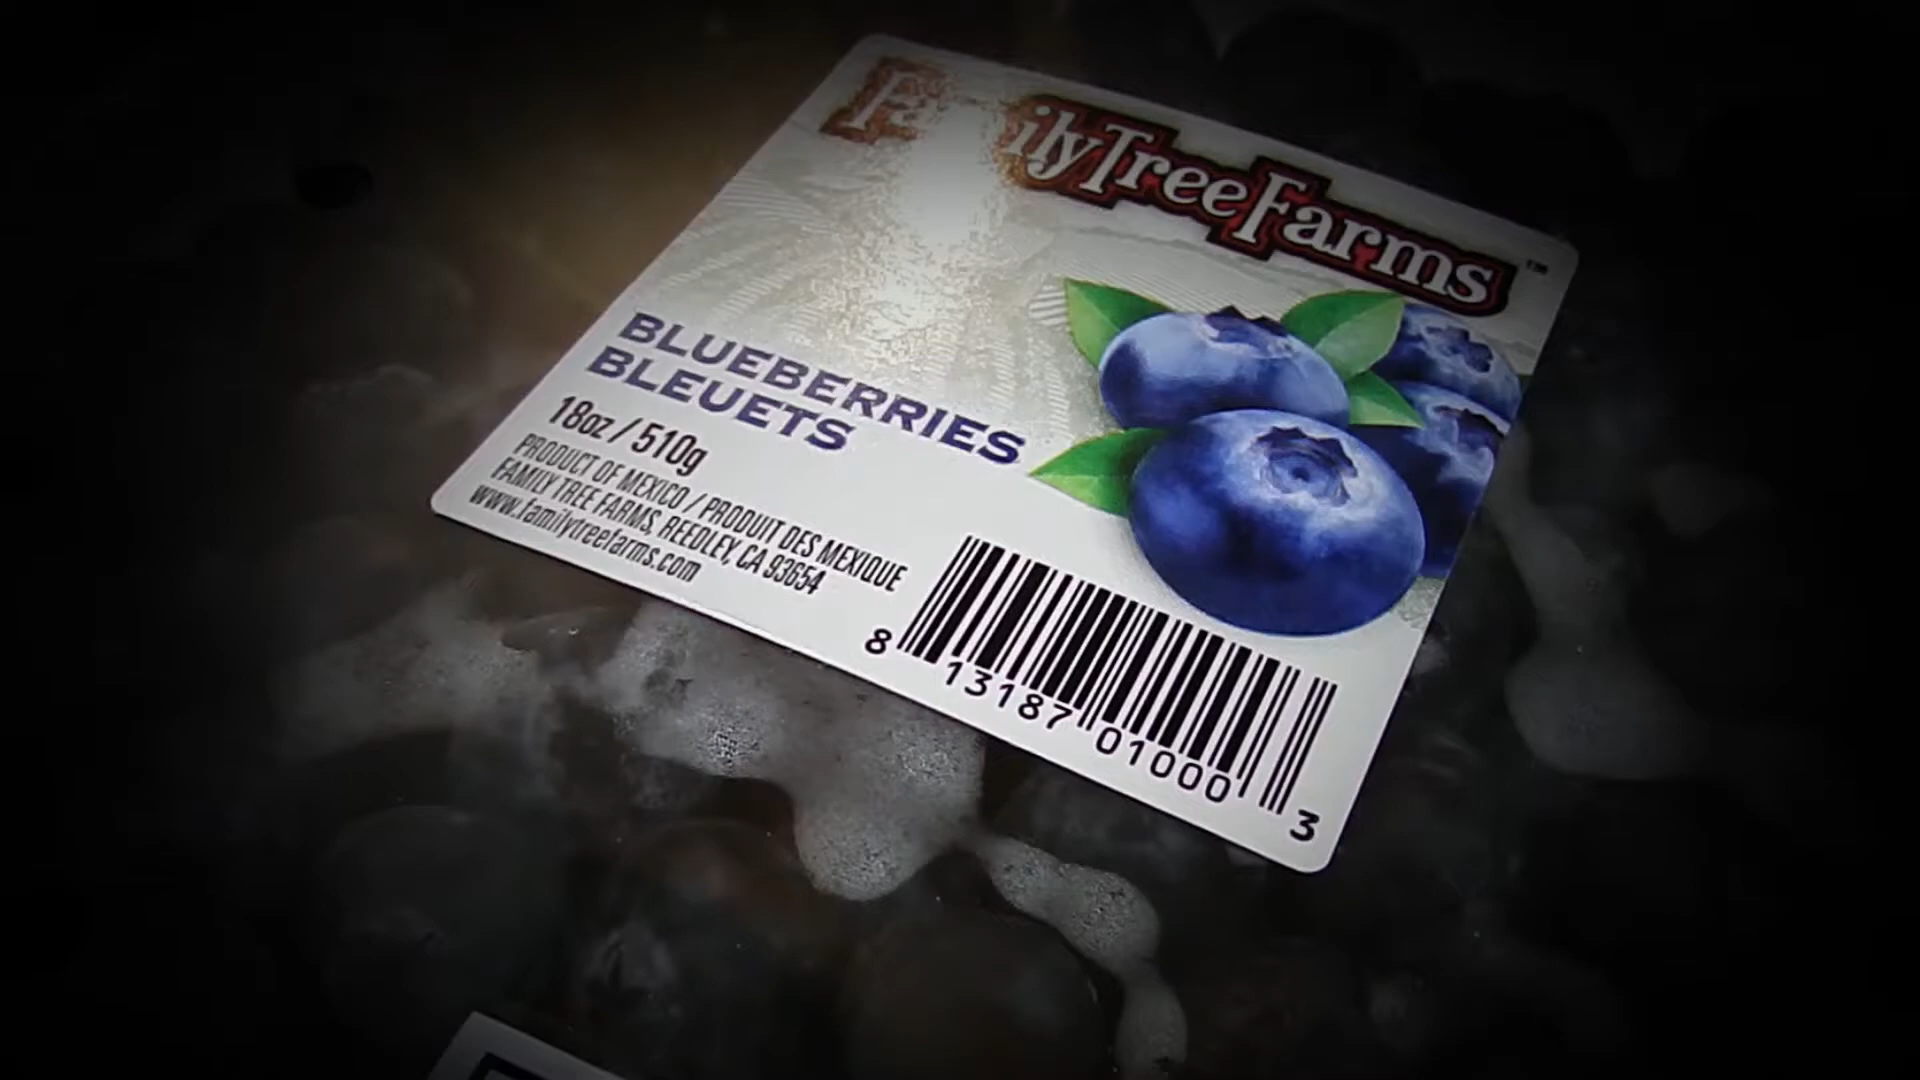 FamilyTreeFarms™
BLUEBERRIES
BLEUETS
18oz / 510g
PRODUCT OF MEXICO / PRODUIT DES MEXIQUE
FAMILY TREE FARMS, REEDLEY, CA 93654
www.familytreefarms.com
8 13187 01000 3